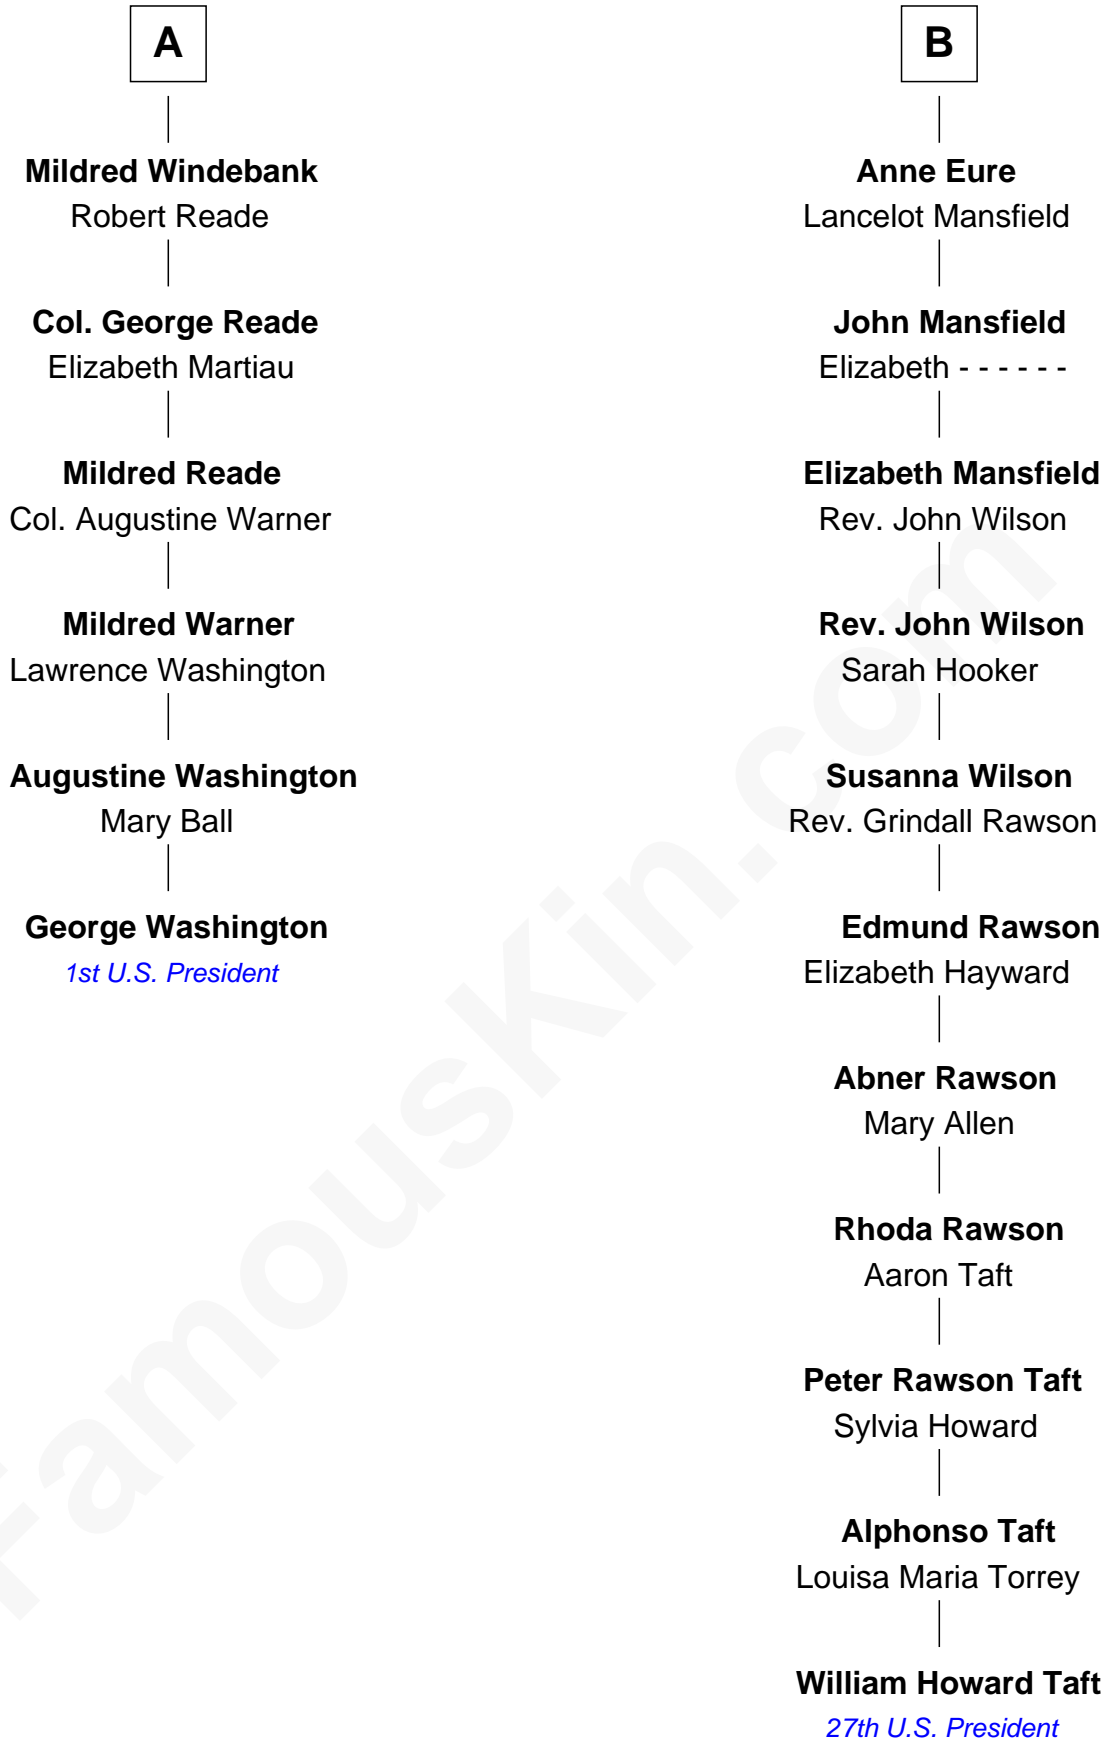 A
Mildred Windebank
Robert Reade
Col. George Reade
Elizabeth Martiau
Mildred Reade
Col. Augustine Warner
Mildred Warner
Lawrence Washington
Augustine Washington
Mary Ball
George Washington
1st U.S. President
B
Anne Eure
Lancelot Mansfield
John Mansfield
Elizabeth - - - - - -
Elizabeth Mansfield
Rev. John Wilson
Rev. John Wilson
Sarah Hooker
Susanna Wilson
Rev. Grindall Rawson
Edmund Rawson
Elizabeth Hayward
Abner Rawson
Mary Allen
Rhoda Rawson
Aaron Taft
Peter Rawson Taft
Sylvia Howard
Alphonso Taft
Louisa Maria Torrey
William Howard Taft
27th U.S. President
FamousKin.com